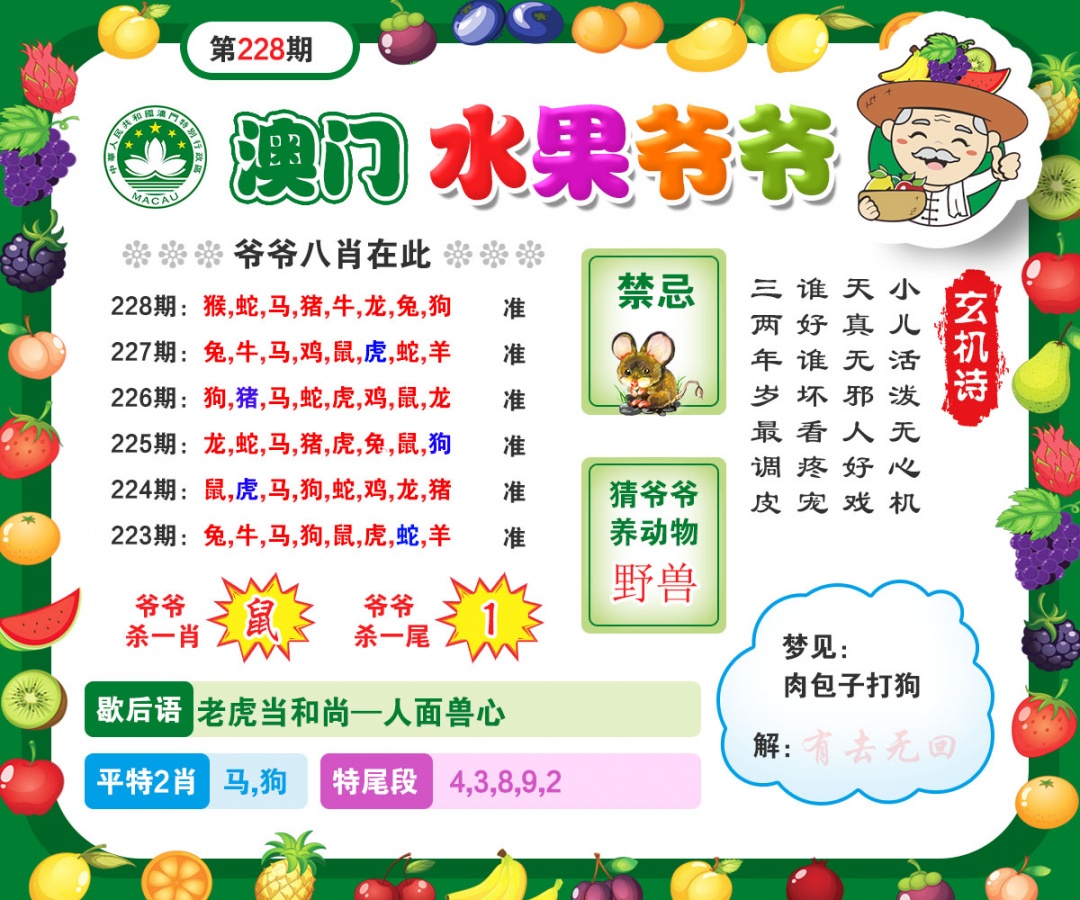 第228期
中華人民共和國澳門特別行政區
MACAU
澳门 水果爷爷
爷爷八肖在此
228期：猴,蛇,马,猪,牛,龙,兔,狗 准
227期：兔,牛,马,鸡,鼠,虎,蛇,羊 准
226期：狗,猪,马,蛇,虎,鸡,鼠,龙 准
225期：龙,蛇,马,猪,虎,兔,鼠,狗 准
224期：鼠,虎,马,狗,蛇,鸡,龙,猪 准
223期：兔,牛,马,狗,鼠,虎,蛇,羊 准
爷爷
杀一肖
鼠
爷爷
杀一尾
1
禁忌
猜爷爷
养动物
野兽
玄机诗
小儿活泼无心机
天真无邪人好戏
谁好谁坏看疼宠
三两年岁最调皮
歇后语 老虎当和尚—人面兽心
平特2肖 马,狗
特尾段 4,3,8,9,2
梦见：
肉包子打狗
解：有去无回